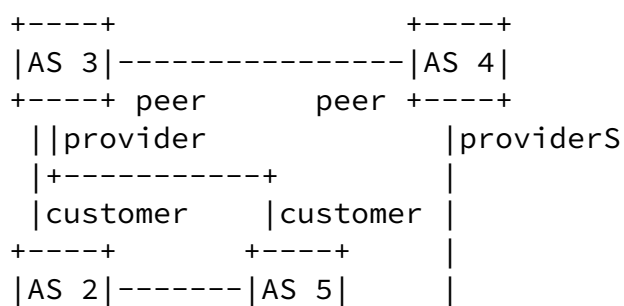 +----+                +----+
|AS 3|----------------|AS 4|
+----+ peer      peer +----+
 ||provider             |providerS
 |+-----------+         |
 |customer    |customer |
+----+       +----+     |
|AS 2|-------|AS 5|     |